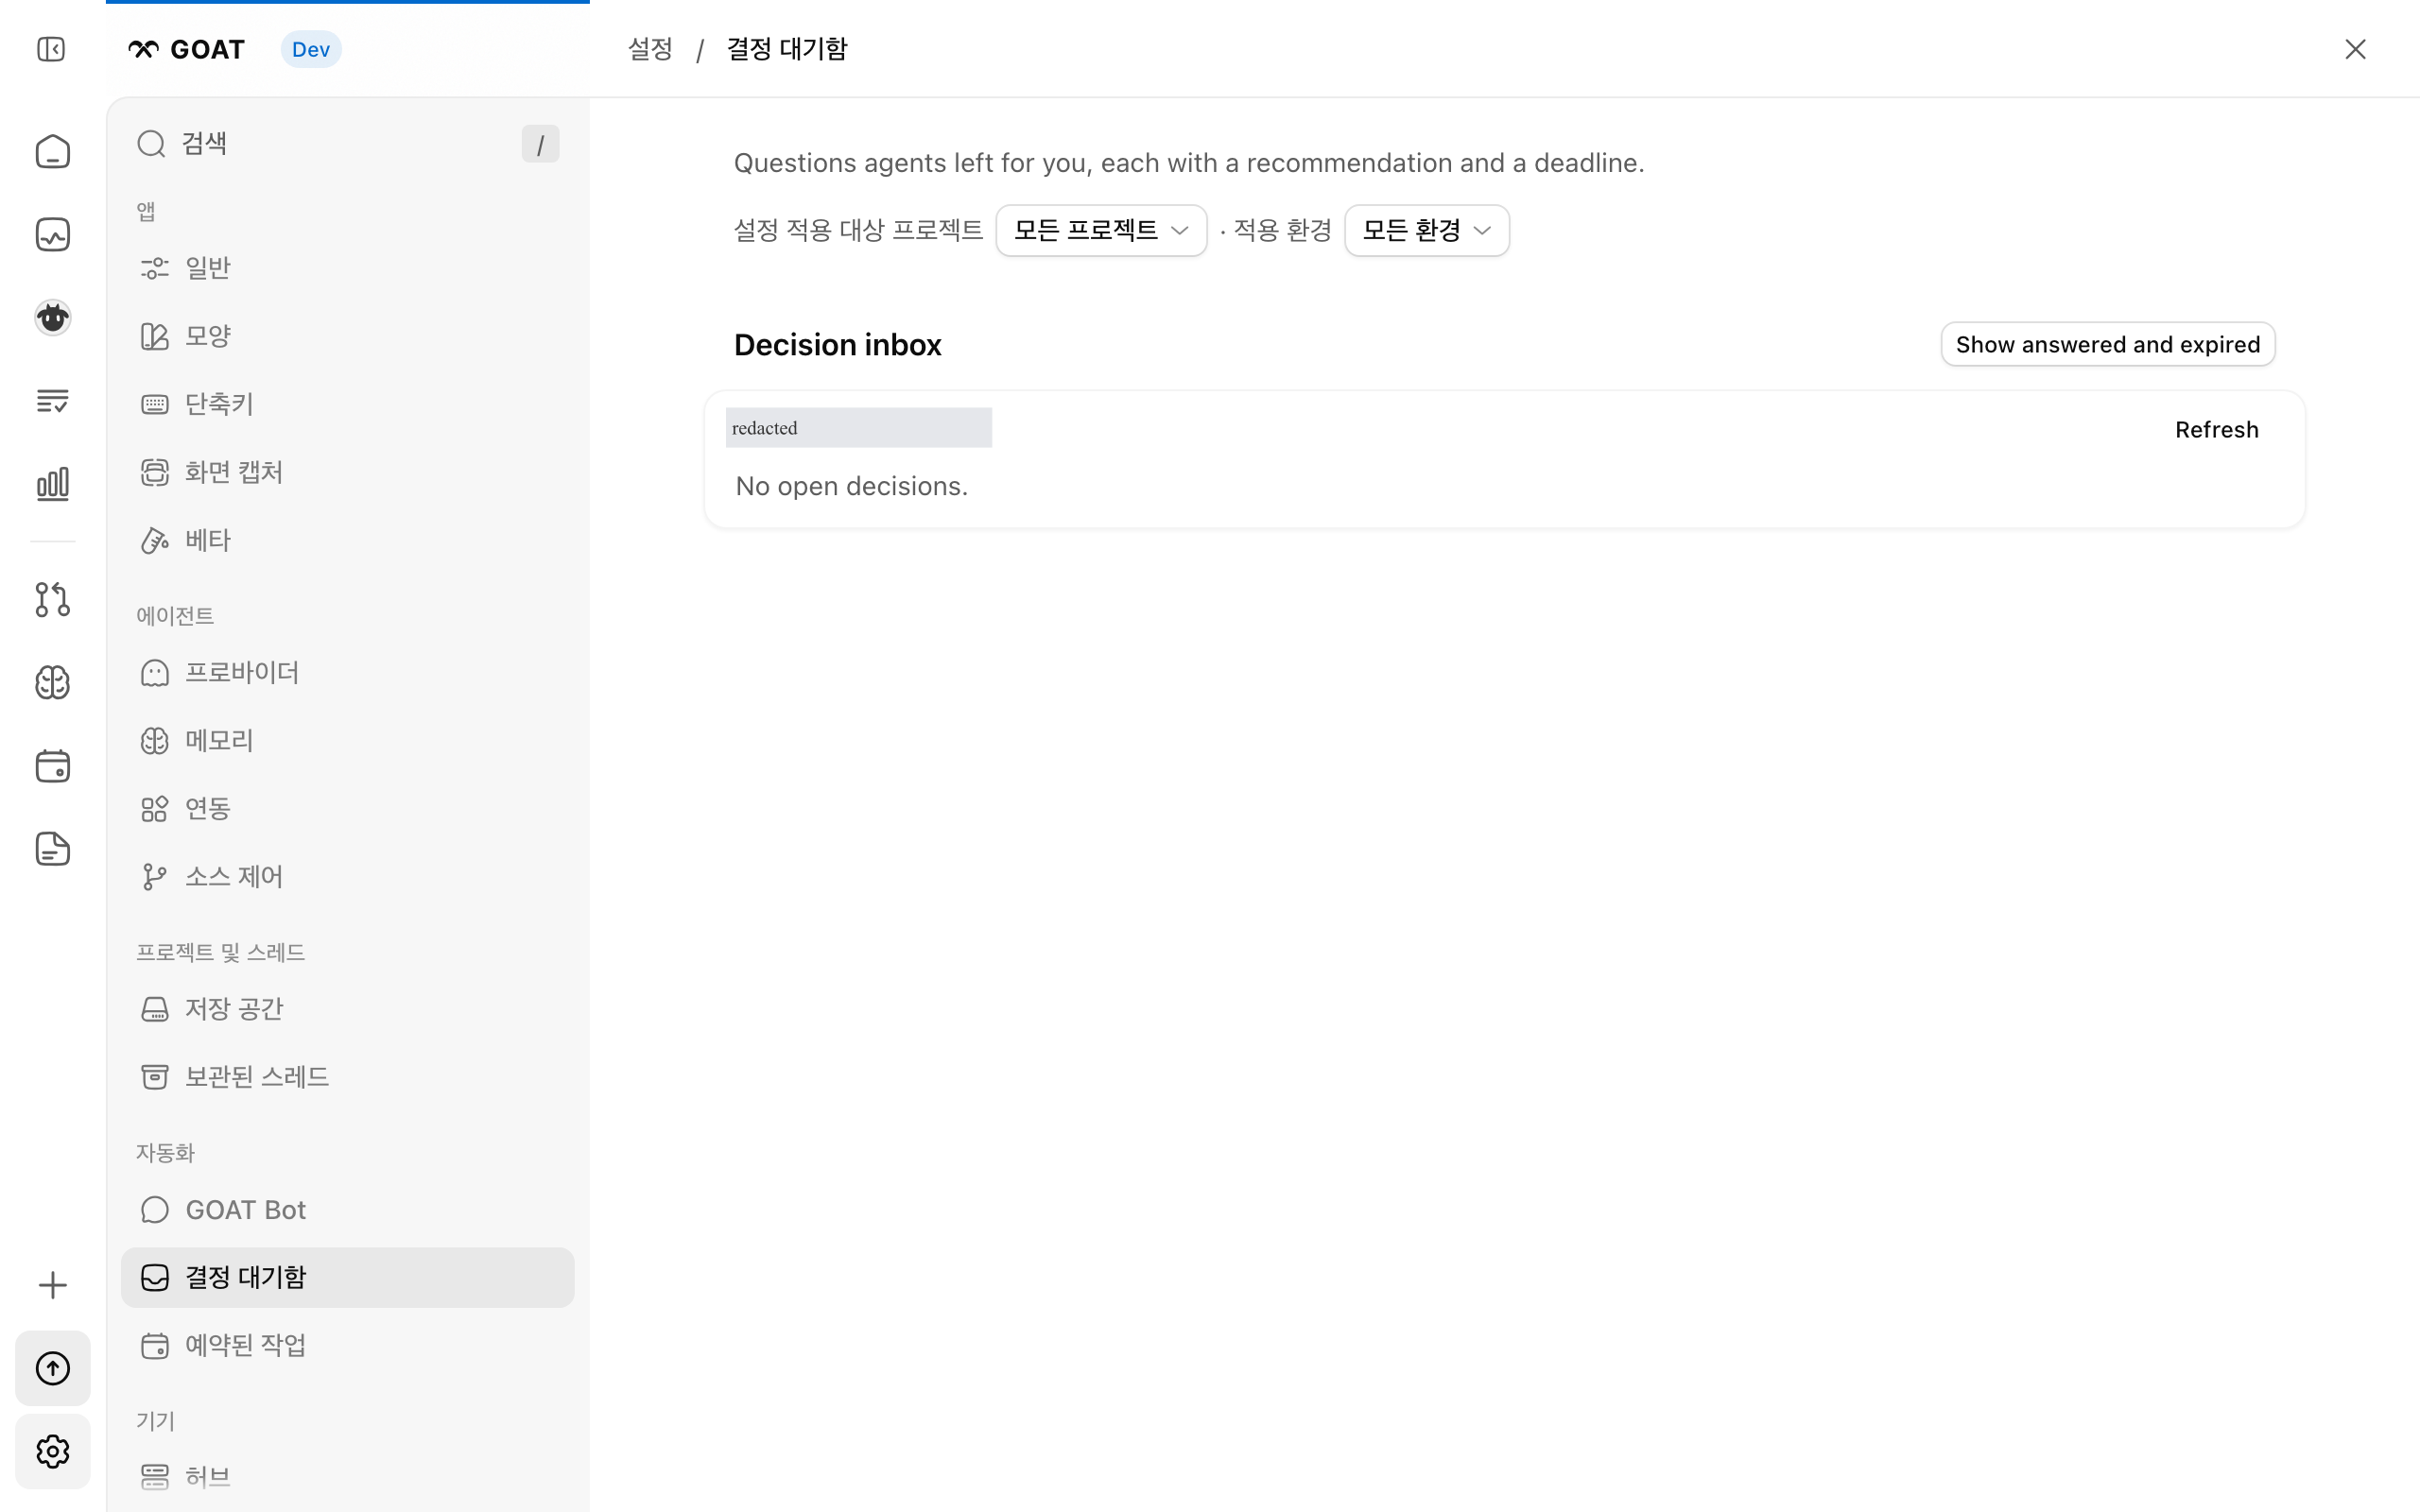 GOAT Dev
설정 / 결정 대기함
검색 /
앱
일반
모양
단축키
화면 캡처
베타
에이전트
프로바이더
메모리
연동
소스 제어
프로젝트 및 스레드
저장 공간
보관된 스레드
자동화
GOAT Bot
결정 대기함
예약된 작업
기기
허브
Questions agents left for you, each with a recommendation and a deadline.
설정 적용 대상 프로젝트 모든 프로젝트 · 적용 환경 모든 환경
Decision inbox
Show answered and expired
redacted
Refresh
No open decisions.